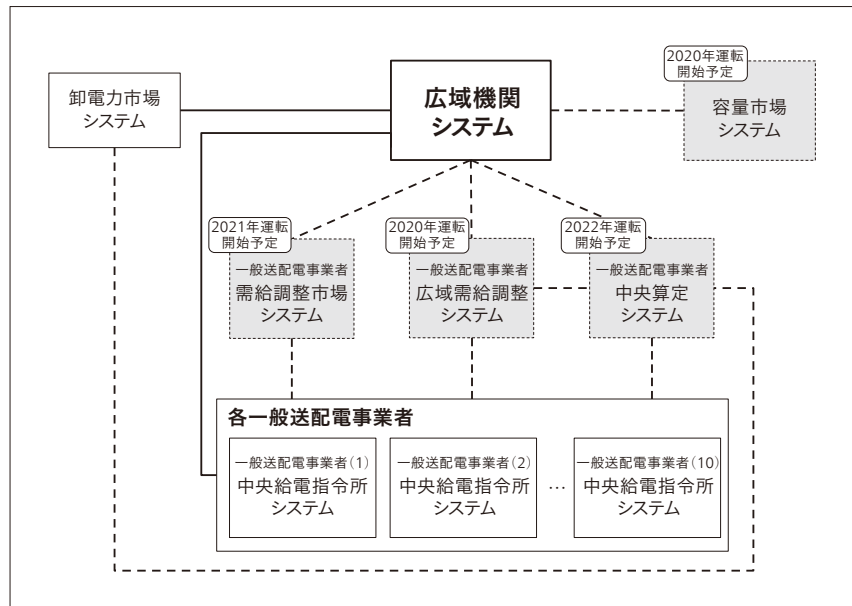 卸電力市場
システム
広域機関
システム
2020年運転
開始予定
容量市場
システム
2021年運転
開始予定
一般送配電事業者
需給調整市場
システム
2020年運転
開始予定
一般送配電事業者
広域需給調整
システム
2022年運転
開始予定
一般送配電事業者
中央算定
システム
各一般送配電事業者
一般送配電事業者(1)
中央給電指令所
システム
一般送配電事業者(2)
中央給電指令所
システム
…
一般送配電事業者(10)
中央給電指令所
システム